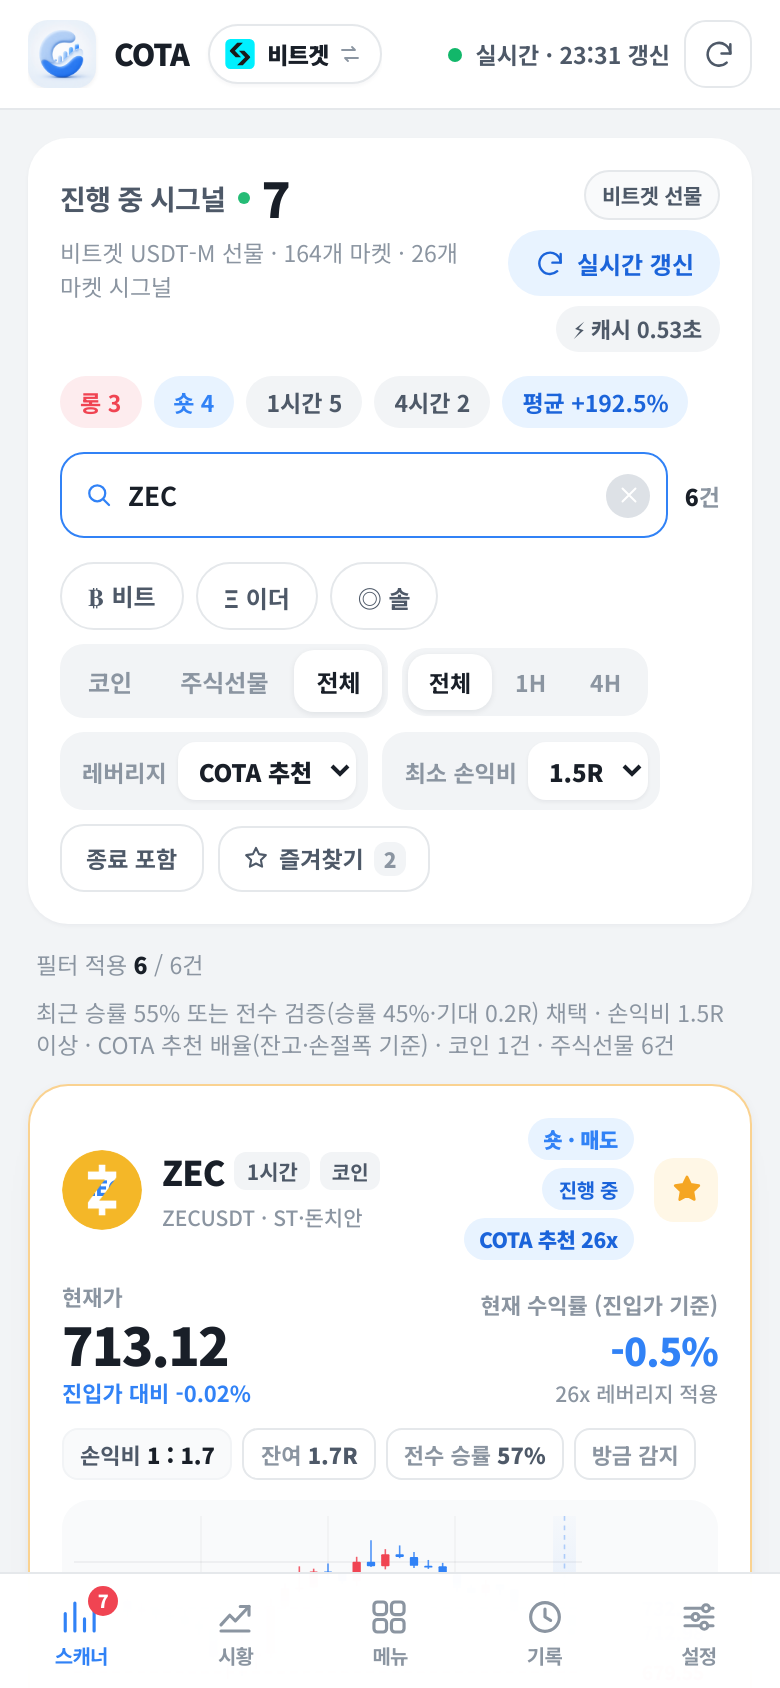 COTA
비트겟
실시간 · 23:31 갱신
진행 중 시그널 7
비트겟 선물
비트겟 USDT-M 선물 · 164개 마켓 · 26개
마켓 시그널
실시간 갱신
⚡ 캐시 0.53초
롱 3
숏 4
1시간 5
4시간 2
평균 +192.5%
ZEC
6건
₿ 비트
Ξ 이더
◎ 솔
코인
주식선물
전체
전체
1H
4H
레버리지
COTA 추천
최소 손익비
1.5R
종료 포함
즐겨찾기 2
필터 적용 6 / 6건
최근 승률 55% 또는 전수 검증(승률 45%·기대 0.2R) 채택 · 손익비 1.5R
이상 · COTA 추천 배율(잔고·손절폭 기준) · 코인 1건 · 주식선물 6건
숏 · 매도
ZEC
1시간
코인
진행 중
ZECUSDT · ST·돈치안
COTA 추천 26x
현재가
현재 수익률 (진입가 기준)
713.12
-0.5%
진입가 대비 -0.02%
26x 레버리지 적용
손익비 1 : 1.7
잔여 1.7R
전수 승률 57%
방금 감지
7
스캐너
시황
메뉴
기록
설정